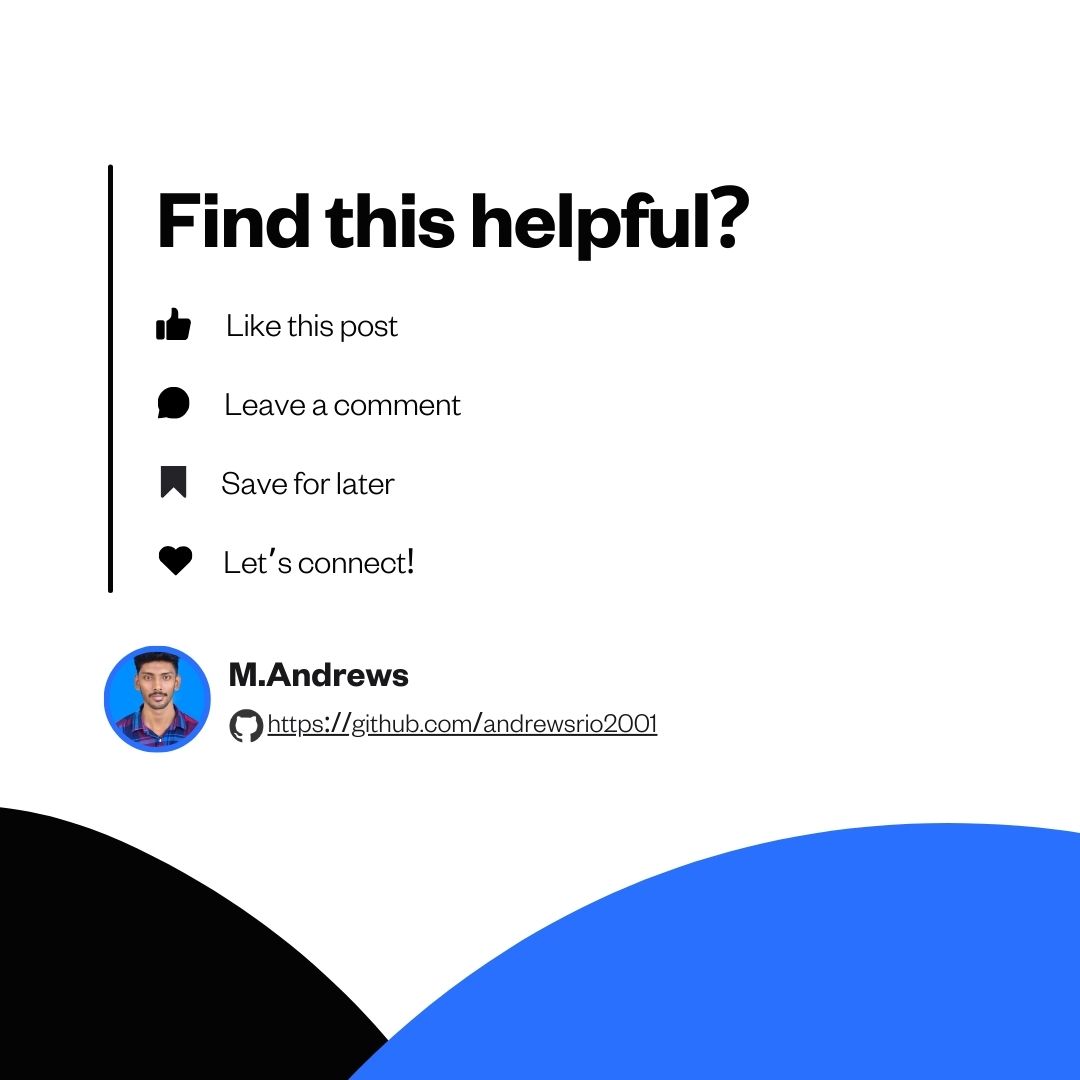 Find this helpful?
Like this post
Leave a comment
Save for later
Let's connect!
M.Andrews
https://github.com/andrewsrio2001